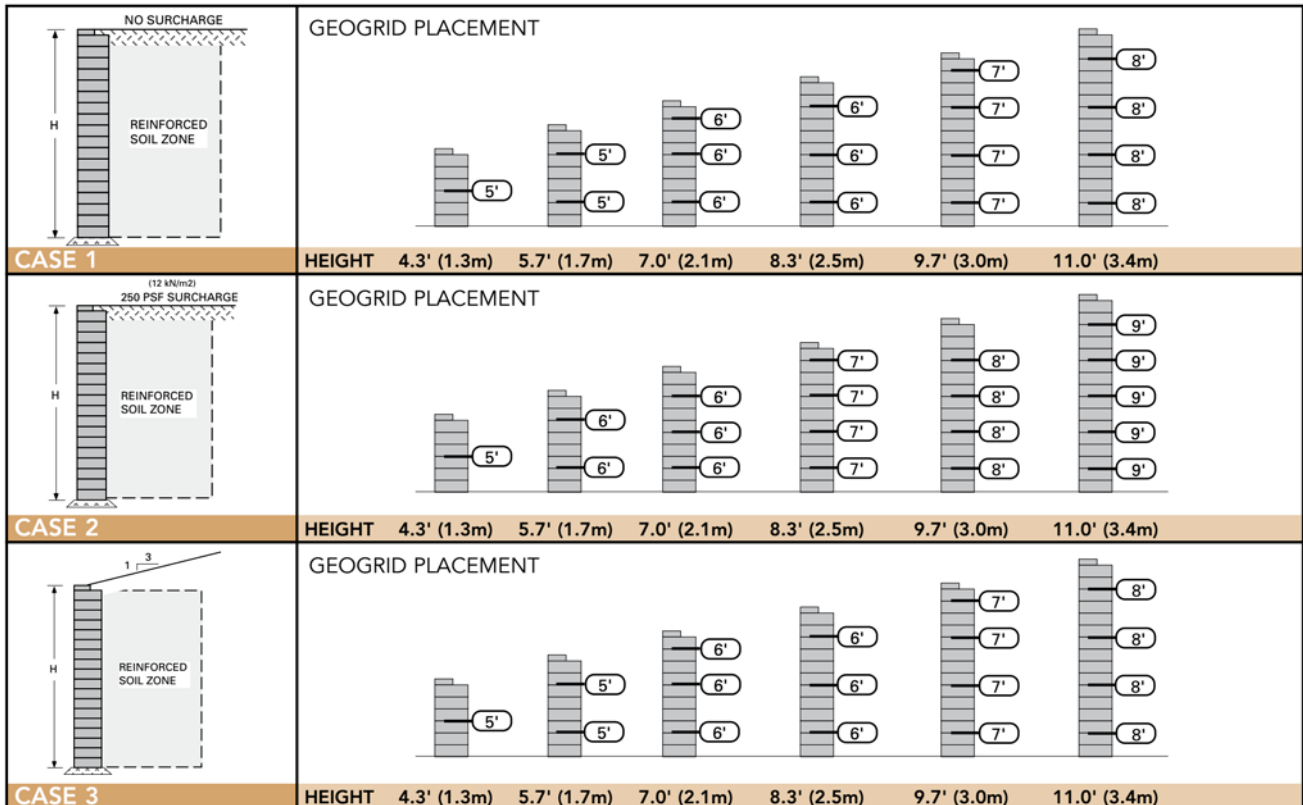 NO SURCHARGE
H
REINFORCED
SOIL ZONE
CASE 1
GEOGRID PLACEMENT
5'
5'
5'
6'
6'
6'
6'
6'
6'
7'
7'
7'
7'
8'
8'
8'
8'
HEIGHT 4.3' (1.3m) 5.7' (1.7m) 7.0' (2.1m) 8.3' (2.5m) 9.7' (3.0m) 11.0' (3.4m)
(12 kN/m2)
250 PSF SURCHARGE
H
REINFORCED
SOIL ZONE
CASE 2
GEOGRID PLACEMENT
5'
6'
6'
6'
6'
6'
7'
7'
7'
7'
8'
8'
8'
8'
9'
9'
9'
9'
9'
HEIGHT 4.3' (1.3m) 5.7' (1.7m) 7.0' (2.1m) 8.3' (2.5m) 9.7' (3.0m) 11.0' (3.4m)
3
1
H
REINFORCED
SOIL ZONE
CASE 3
GEOGRID PLACEMENT
5'
5'
5'
6'
6'
6'
6'
6'
6'
7'
7'
7'
7'
8'
8'
8'
8'
HEIGHT 4.3' (1.3m) 5.7' (1.7m) 7.0' (2.1m) 8.3' (2.5m) 9.7' (3.0m) 11.0' (3.4m)